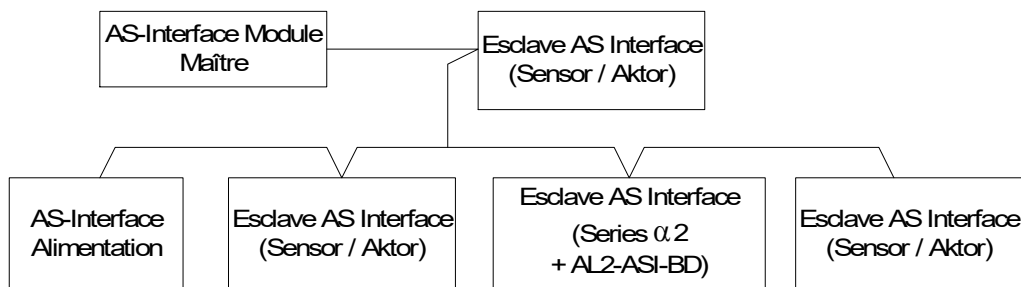 AS-Interface Module
Maître
Esclave AS Interface
(Sensor / Aktor)
AS-Interface
Alimentation
Esclave AS Interface
(Sensor / Aktor)
Esclave AS Interface
(Series α2
+ AL2-ASI-BD)
Esclave AS Interface
(Sensor / Aktor)